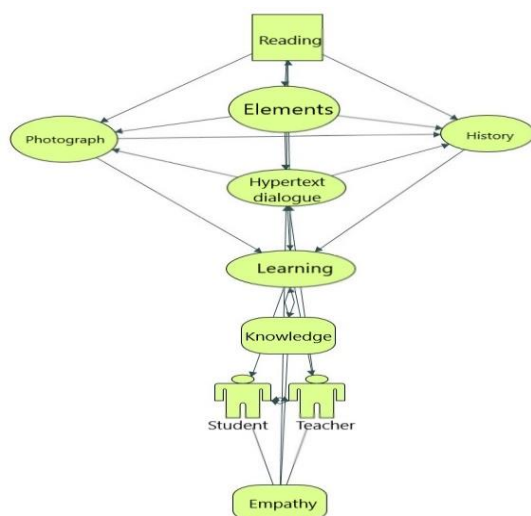 Reading
Elements
Photograph
History
Hypertext
dialogue
Learning
Knowledge
Student
Teacher
Empathy